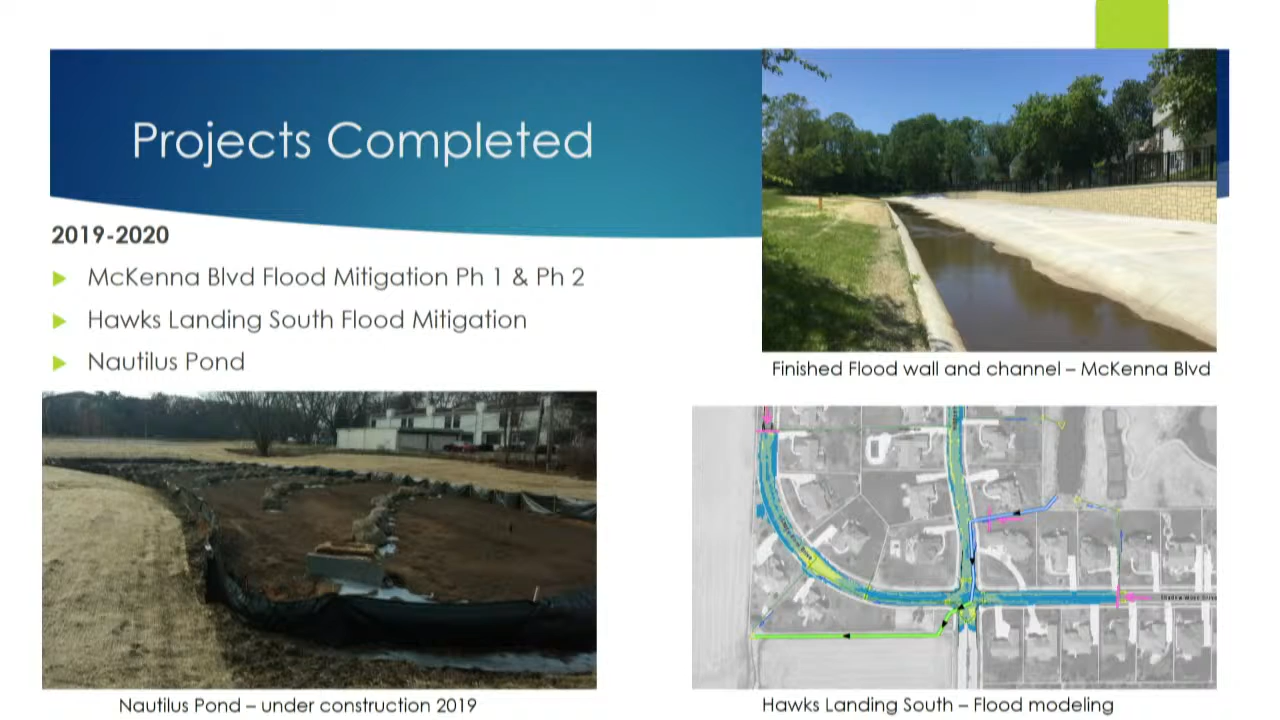 Projects Completed
2019-2020
McKenna Blvd Flood Mitigation Ph 1 & Ph 2
Hawks Landing South Flood Mitigation
Nautilus Pond
Finished Flood wall and channel – McKenna Blvd
Nautilus Pond – under construction 2019
Hawks Landing South – Flood modeling